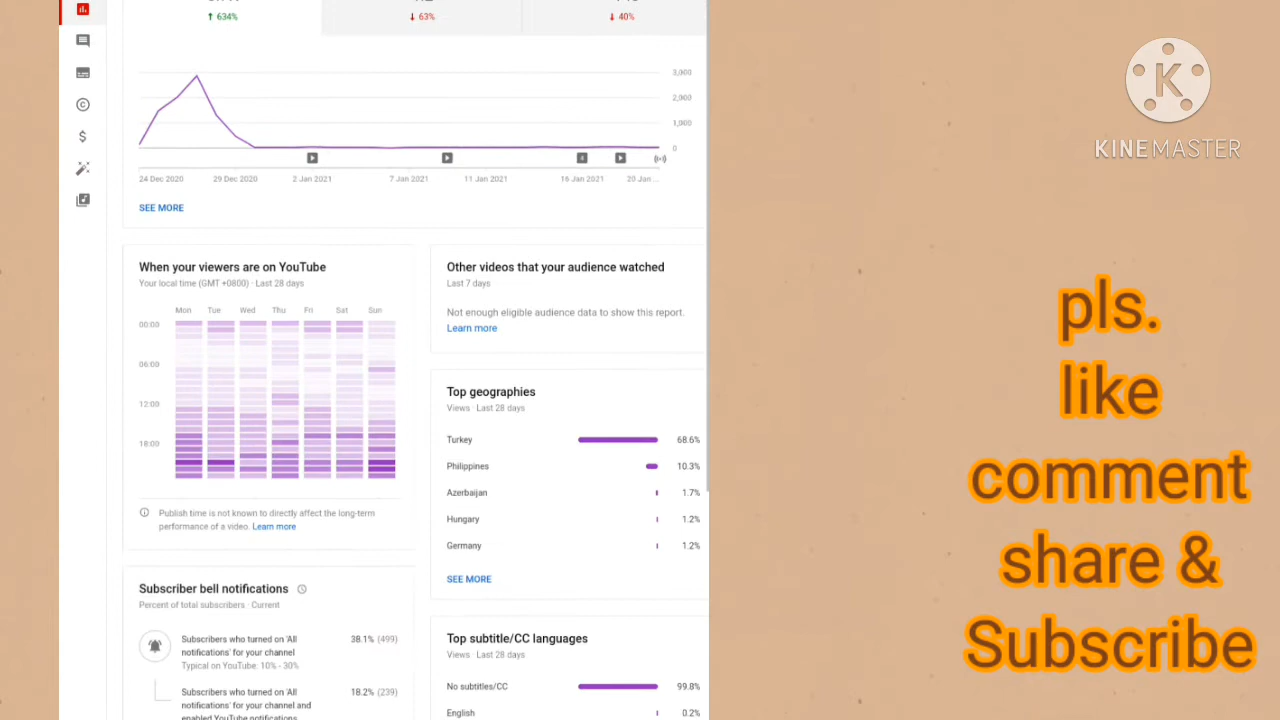 ↑ 634%
↓ 63%
↓ 40%
3,000
2,000
1,000
0
24 Dec 2020
29 Dec 2020
2 Jan 2021
7 Jan 2021
11 Jan 2021
16 Jan 2021
20 Jan ...
SEE MORE
When your viewers are on YouTube
Your local time (GMT +0800) · Last 28 days
Mon Tue Wed Thu Fri Sat Sun
00:00
06:00
12:00
18:00
Publish time is not known to directly affect the long-term
performance of a video. Learn more
Subscriber bell notifications
Percent of total subscribers · Current
Subscribers who turned on 'All
notifications' for your channel
Typical on YouTube: 10% - 30%
38.1% (499)
Subscribers who turned on 'All
notifications' for your channel and
enabled YouTube notifications
18.2% (239)
Other videos that your audience watched
Last 7 days
Not enough eligible audience data to show this report.
Learn more
Top geographies
Views · Last 28 days
Turkey 68.6%
Philippines 10.3%
Azerbaijan 1.7%
Hungary 1.2%
Germany 1.2%
SEE MORE
Top subtitle/CC languages
Views · Last 28 days
No subtitles/CC 99.8%
English 0.2%
K
KINEMASTER
pls.
like
comment
share &
Subscribe